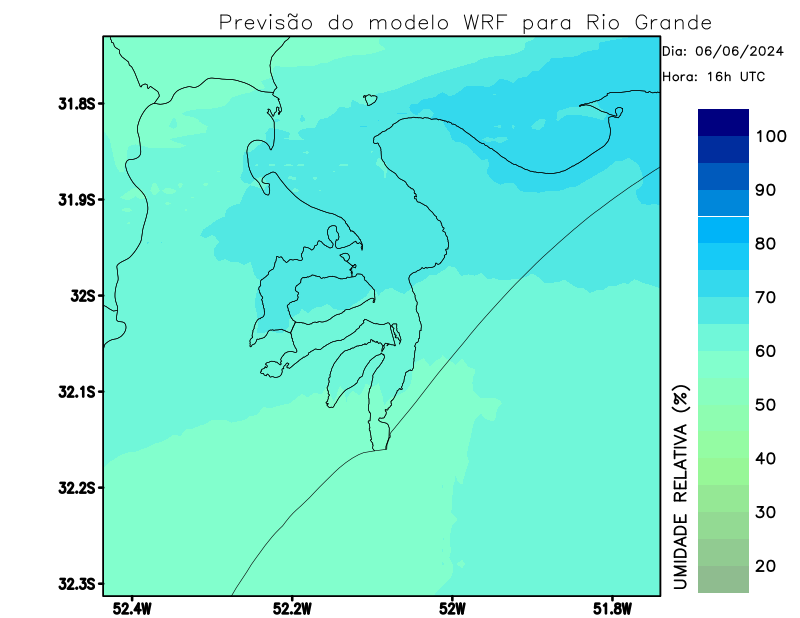 Previsão do modelo WRF para Rio Grande
Dia: 06/06/2024
Hora: 16h UTC
31.8S
31.9S
32S
32.1S
32.2S
32.3S
52.4W
52.2W
52W
51.8W
100
90
80
70
60
50
40
30
20
UMIDADE RELATIVA (%)